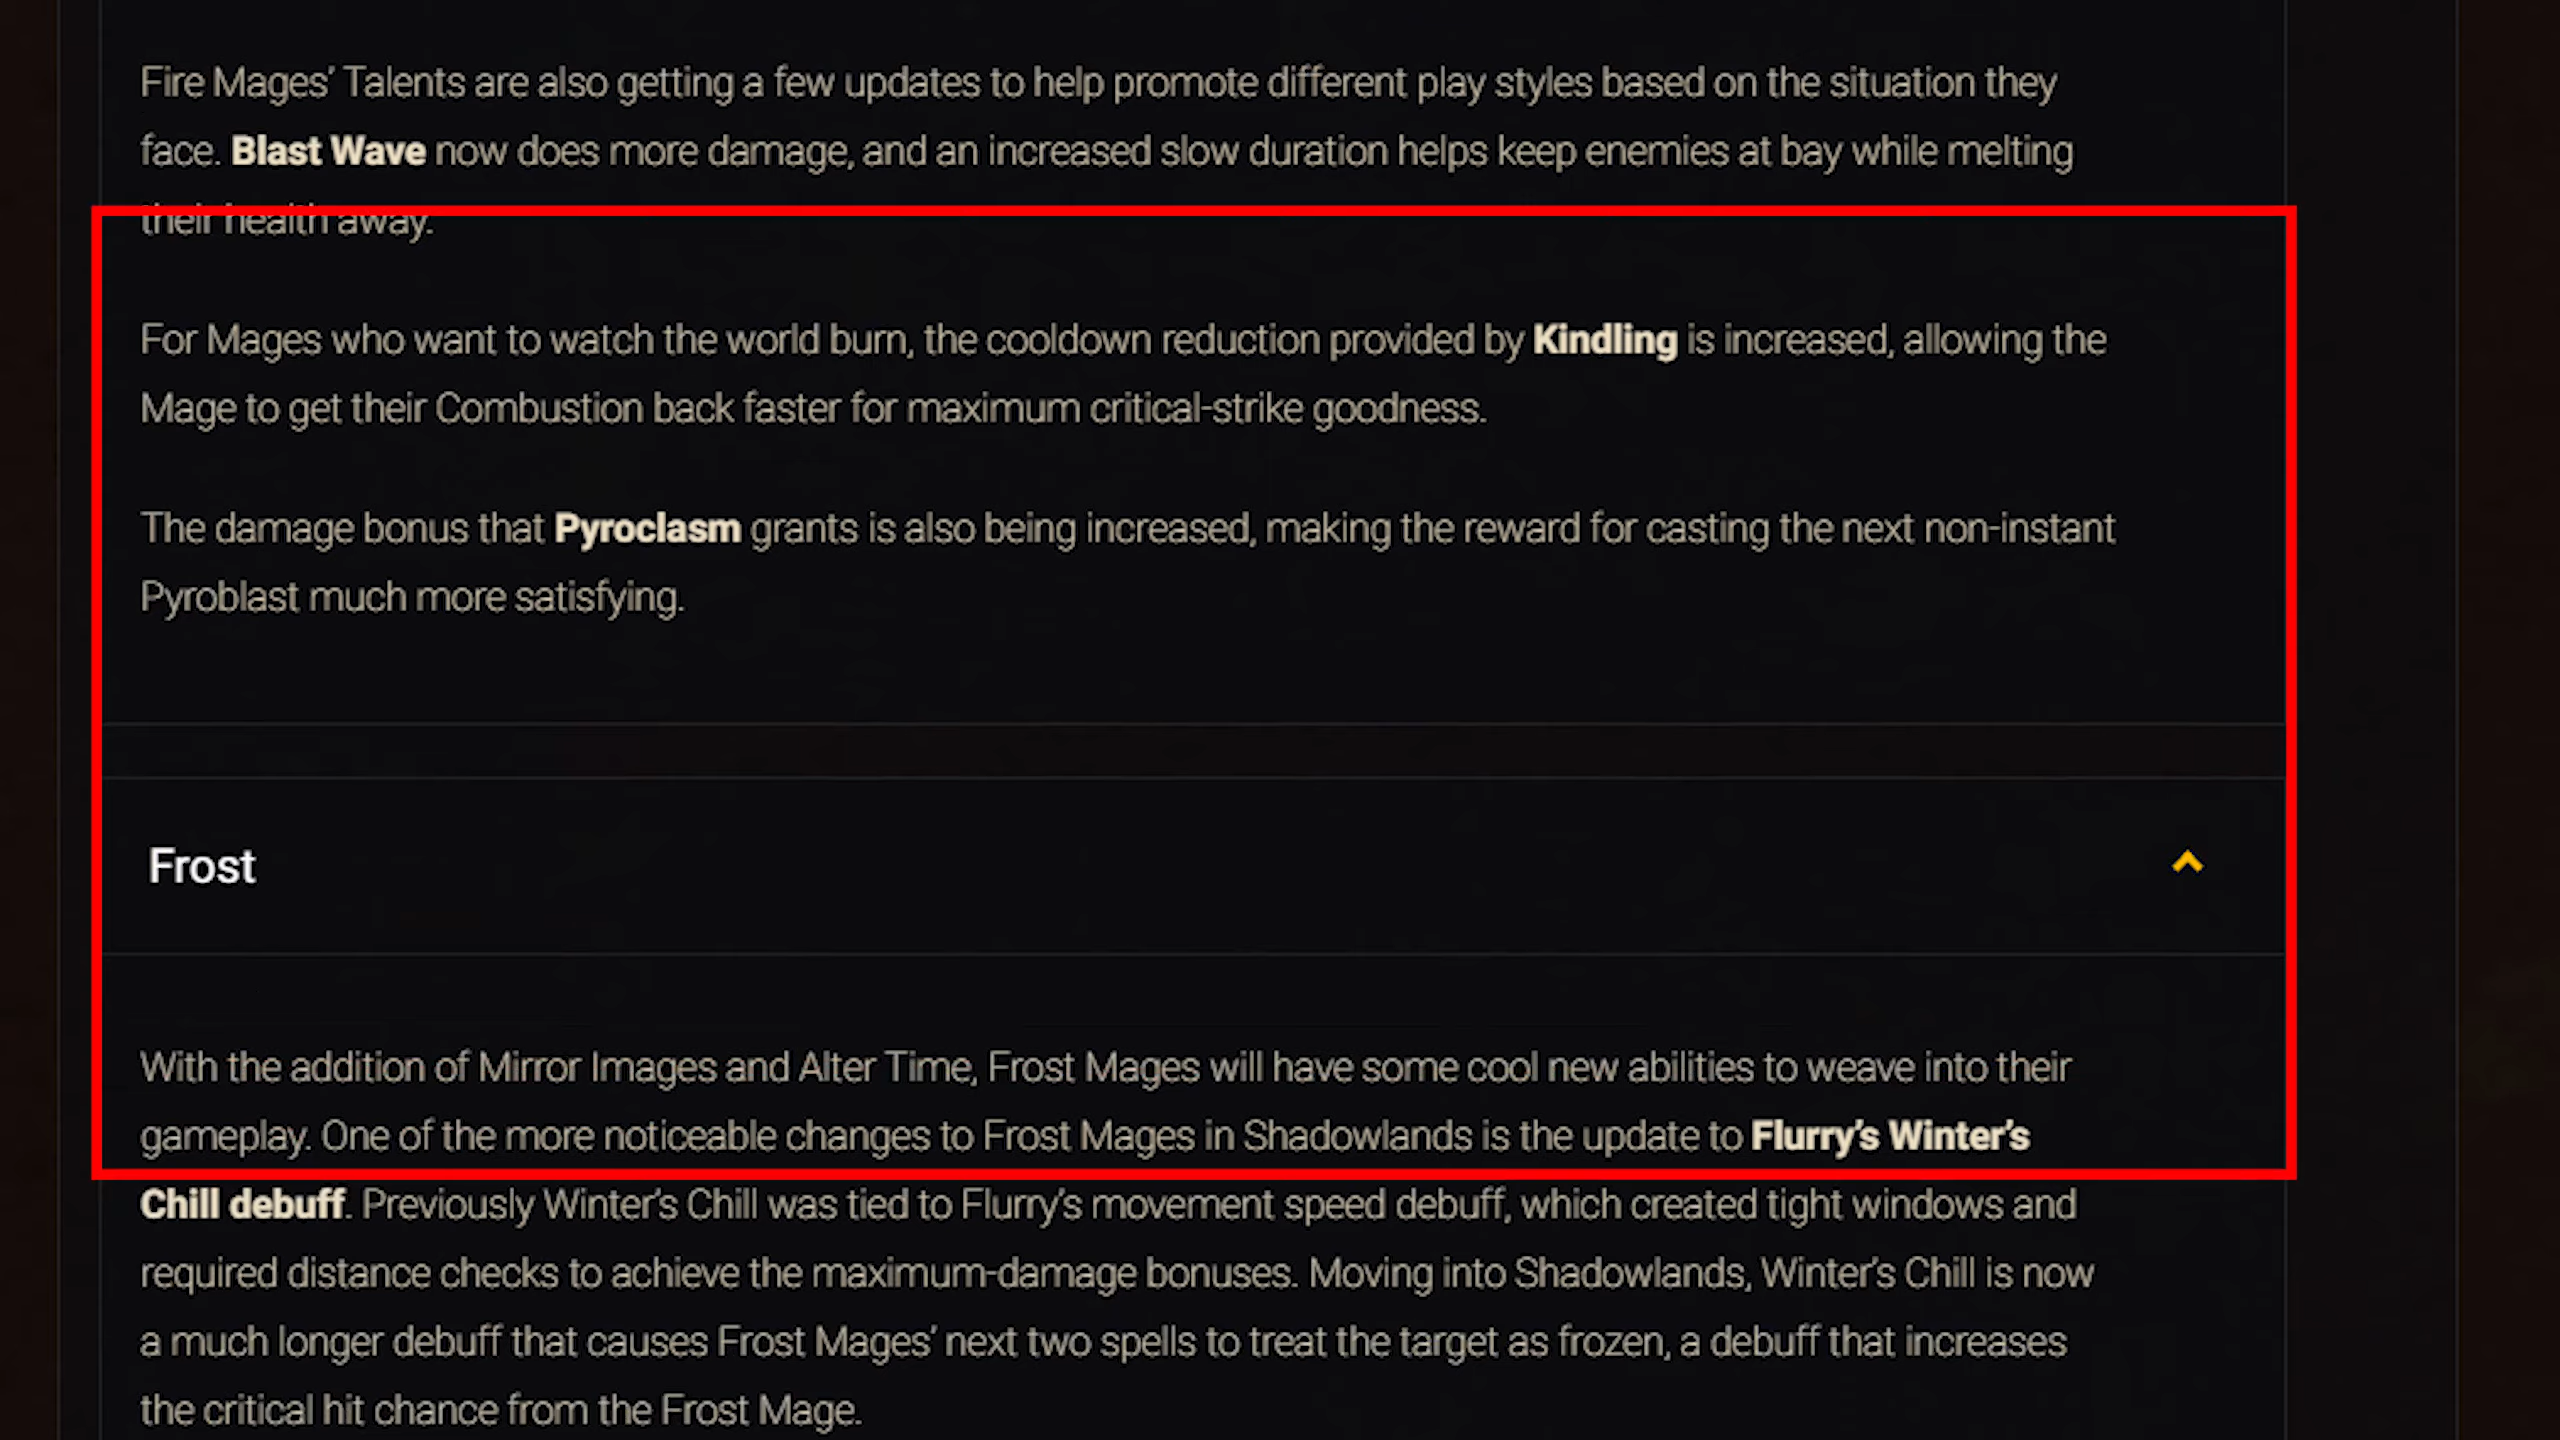 Fire Mages’ Talents are also getting a few updates to help promote different play styles based on the situation they
face. Blast Wave now does more damage, and an increased slow duration helps keep enemies at bay while melting
their health away.
For Mages who want to watch the world burn, the cooldown reduction provided by Kindling is increased, allowing the
Mage to get their Combustion back faster for maximum critical-strike goodness.
The damage bonus that Pyroclasm grants is also being increased, making the reward for casting the next non-instant
Pyroblast much more satisfying.
Frost
With the addition of Mirror Images and Alter Time, Frost Mages will have some cool new abilities to weave into their
gameplay. One of the more noticeable changes to Frost Mages in Shadowlands is the update to Flurry’s Winter’s
Chill debuff. Previously Winter’s Chill was tied to Flurry’s movement speed debuff, which created tight windows and
required distance checks to achieve the maximum-damage bonuses. Moving into Shadowlands, Winter’s Chill is now
a much longer debuff that causes Frost Mages’ next two spells to treat the target as frozen, a debuff that increases
the critical hit chance from the Frost Mage.